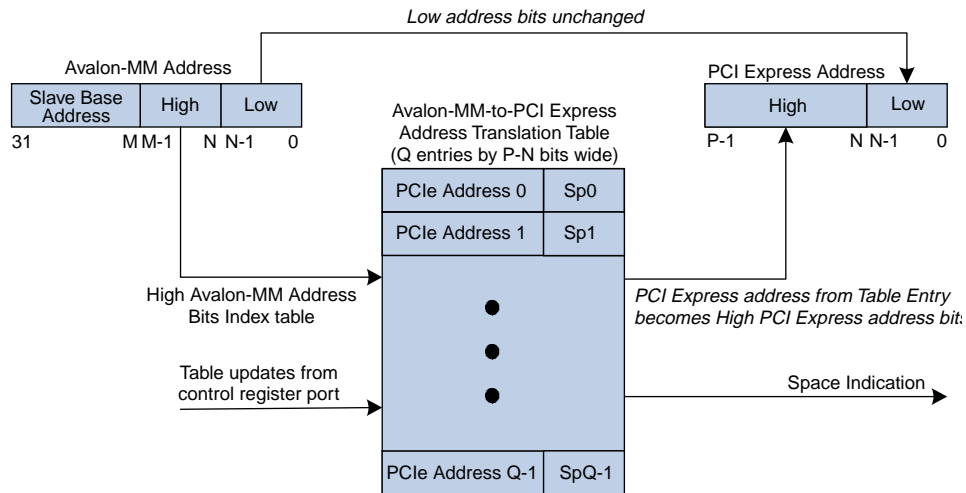 Low address bits unchanged
Avalon-MM Address
PCI Express Address
Slave Base
Address
High
Low
High
Low
31
M
M-1
N
N-1
0
P-1
N
N-1
0
Avalon-MM-to-PCI Express
Address Translation Table
(Q entries by P-N bits wide)
PCIe Address 0
Sp0
PCIe Address 1
Sp1
High Avalon-MM Address
Bits Index table
PCI Express address from Table Entry
becomes High PCI Express address bits
Table updates from
control register port
Space Indication
PCIe Address Q-1
SpQ-1